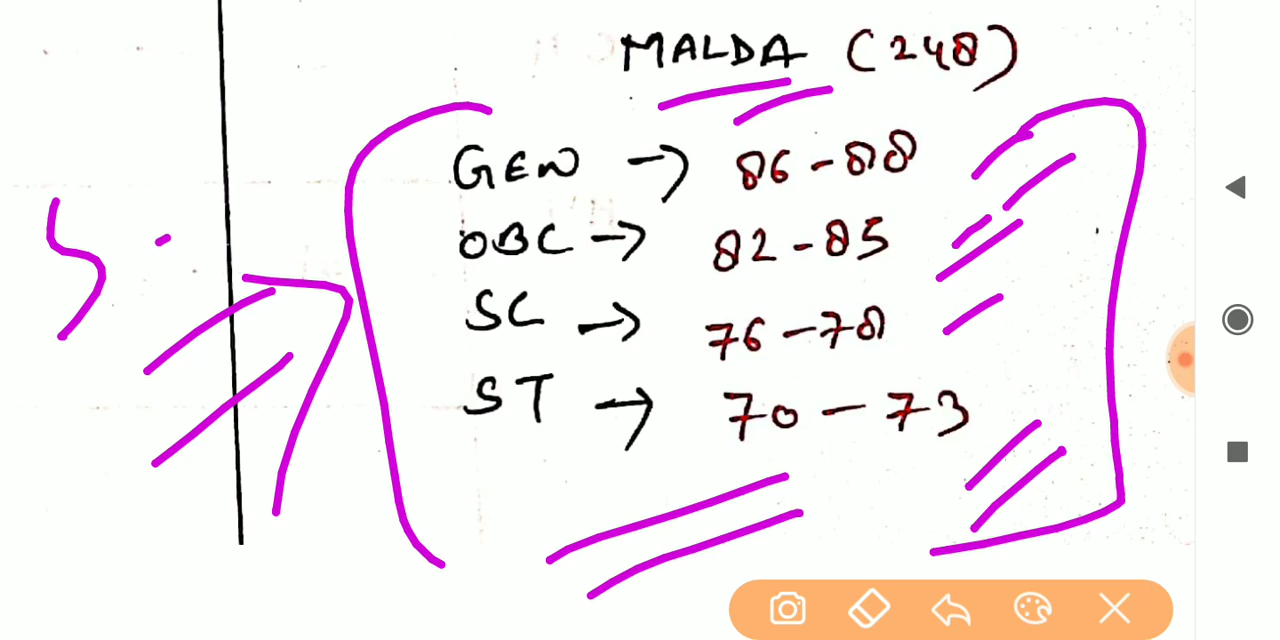 MALDA (248)
GEN → 86-88
OBC → 82-85
SC → 76-78
ST → 70-73